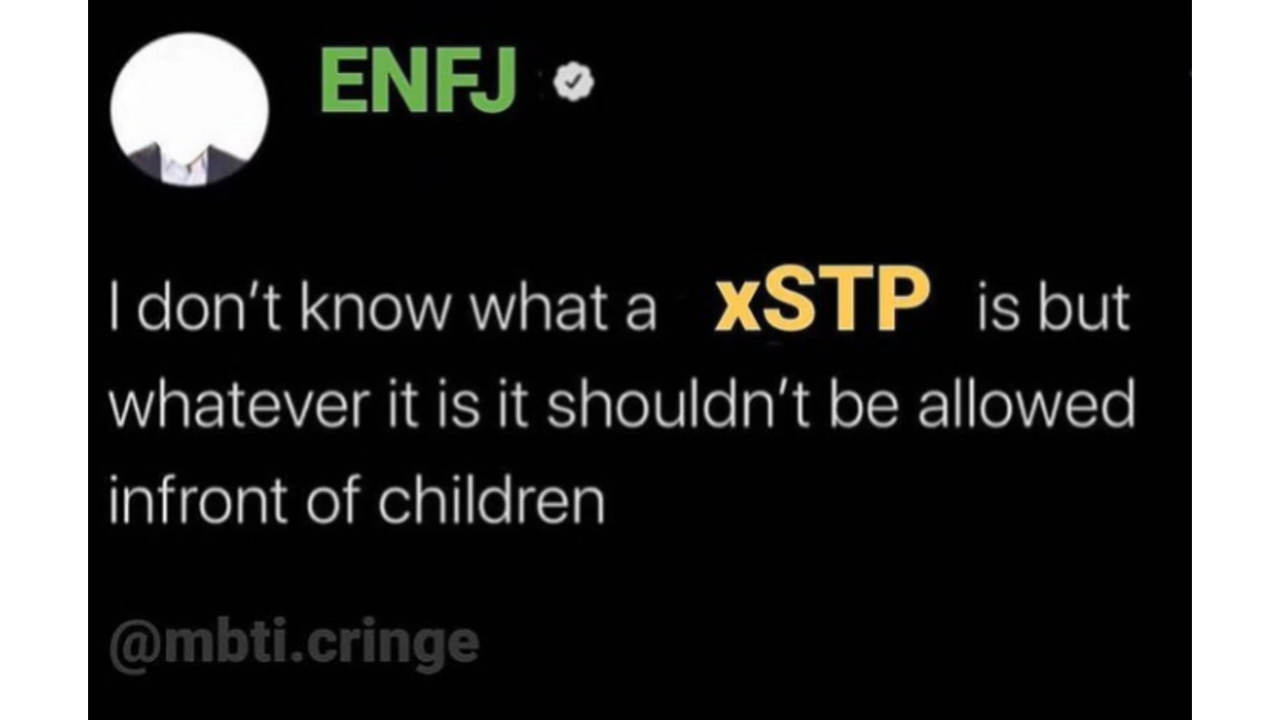 ENFJ
I don't know what a xSTP is but
whatever it is it shouldn't be allowed
infront of children
@mbti.cringe